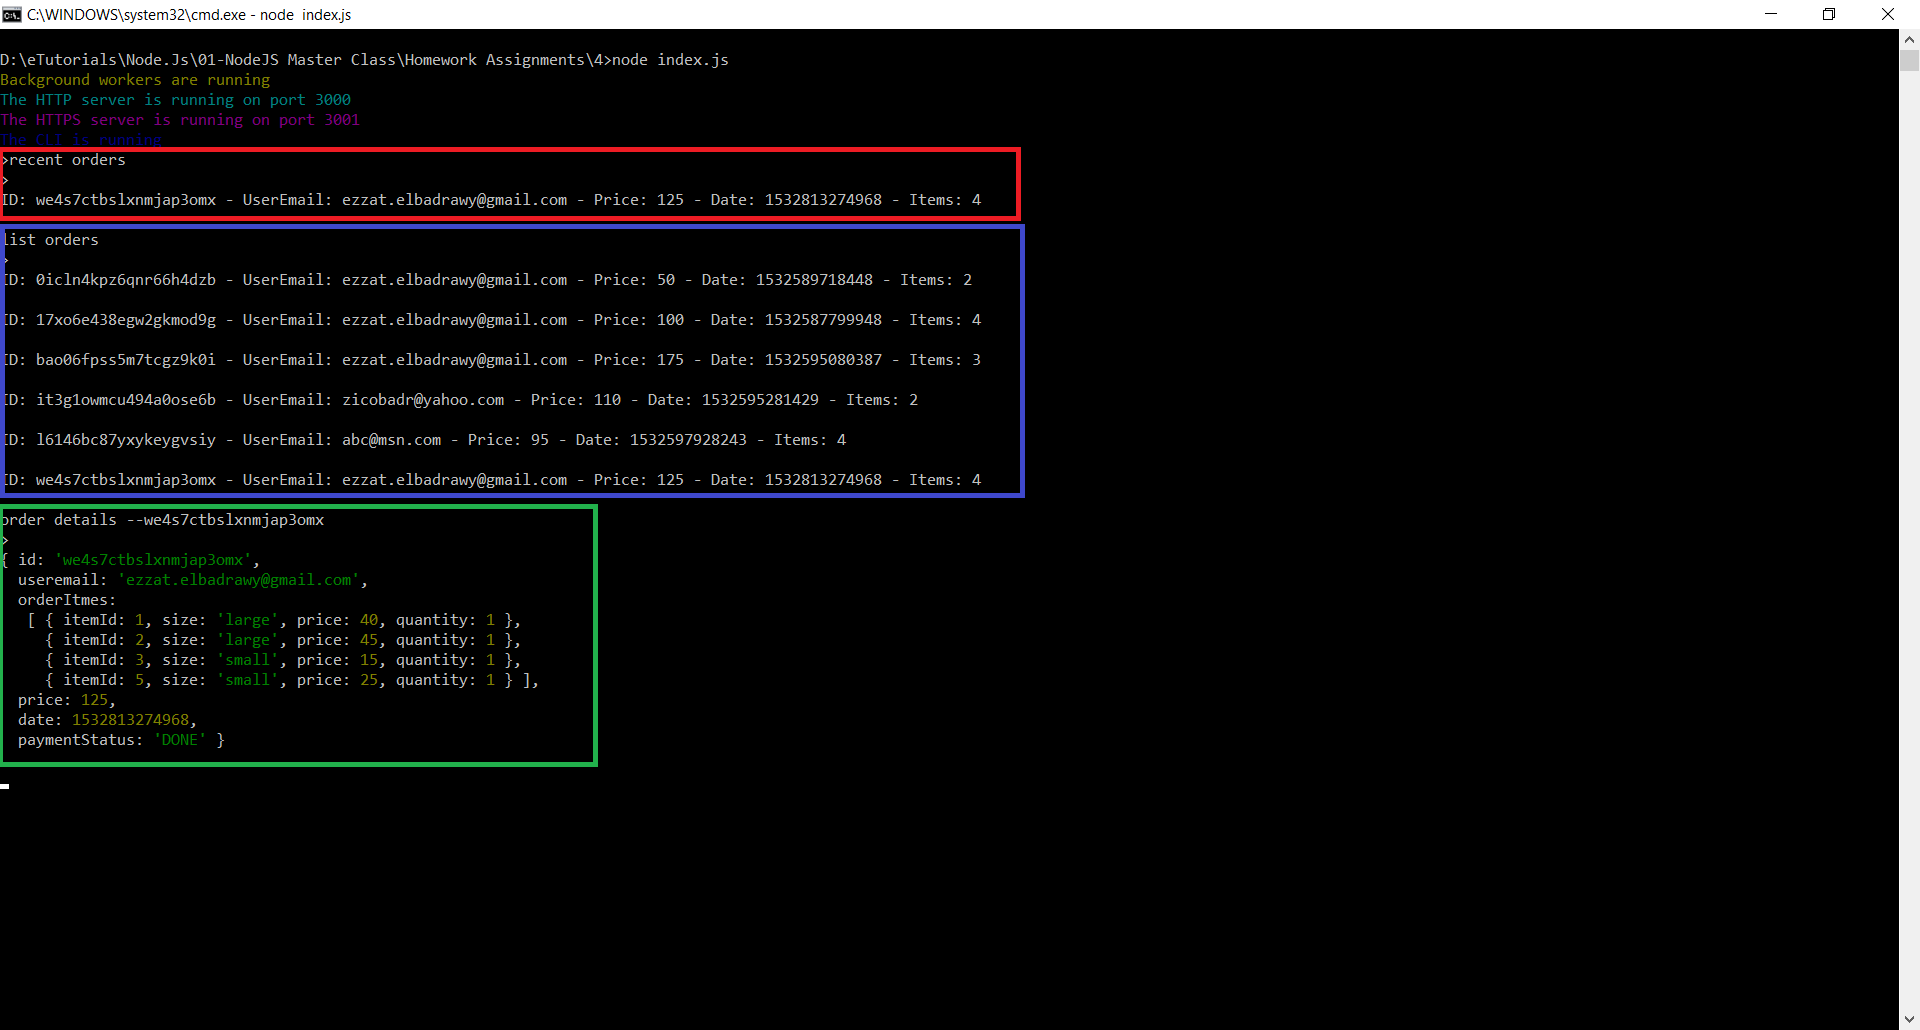 C:\WINDOWS\system32\cmd.exe - node  index.js
D:\eTutorials\Node.Js\01-NodeJS Master Class\Homework Assignments\4>node index.js
Background workers are running
The HTTP server is running on port 3000
The HTTPS server is running on port 3001
The CLI is running
>recent orders
>
ID: we4s7ctbslxnmjap3omx - UserEmail: ezzat.elbadrawy@gmail.com - Price: 125 - Date: 1532813274968 - Items: 4
list orders
>
ID: 0icln4kpz6qnr66h4dzb - UserEmail: ezzat.elbadrawy@gmail.com - Price: 50 - Date: 1532589718448 - Items: 2
ID: 17xo6e438egw2gkmod9g - UserEmail: ezzat.elbadrawy@gmail.com - Price: 100 - Date: 1532587799948 - Items: 4
ID: bao06fpss5m7tcgz9k0i - UserEmail: ezzat.elbadrawy@gmail.com - Price: 175 - Date: 1532595080387 - Items: 3
ID: it3g1owmcu494a0ose6b - UserEmail: zicobadr@yahoo.com - Price: 110 - Date: 1532595281429 - Items: 2
ID: l6146bc87yxykeygvsiy - UserEmail: abc@msn.com - Price: 95 - Date: 1532597928243 - Items: 4
ID: we4s7ctbslxnmjap3omx - UserEmail: ezzat.elbadrawy@gmail.com - Price: 125 - Date: 1532813274968 - Items: 4
order details --we4s7ctbslxnmjap3omx
>
{ id: 'we4s7ctbslxnmjap3omx',
  useremail: 'ezzat.elbadrawy@gmail.com',
  orderItmes:
   [ { itemId: 1, size: 'large', price: 40, quantity: 1 },
     { itemId: 2, size: 'large', price: 45, quantity: 1 },
     { itemId: 3, size: 'small', price: 15, quantity: 1 },
     { itemId: 5, size: 'small', price: 25, quantity: 1 } ],
  price: 125,
  date: 1532813274968,
  paymentStatus: 'DONE' }